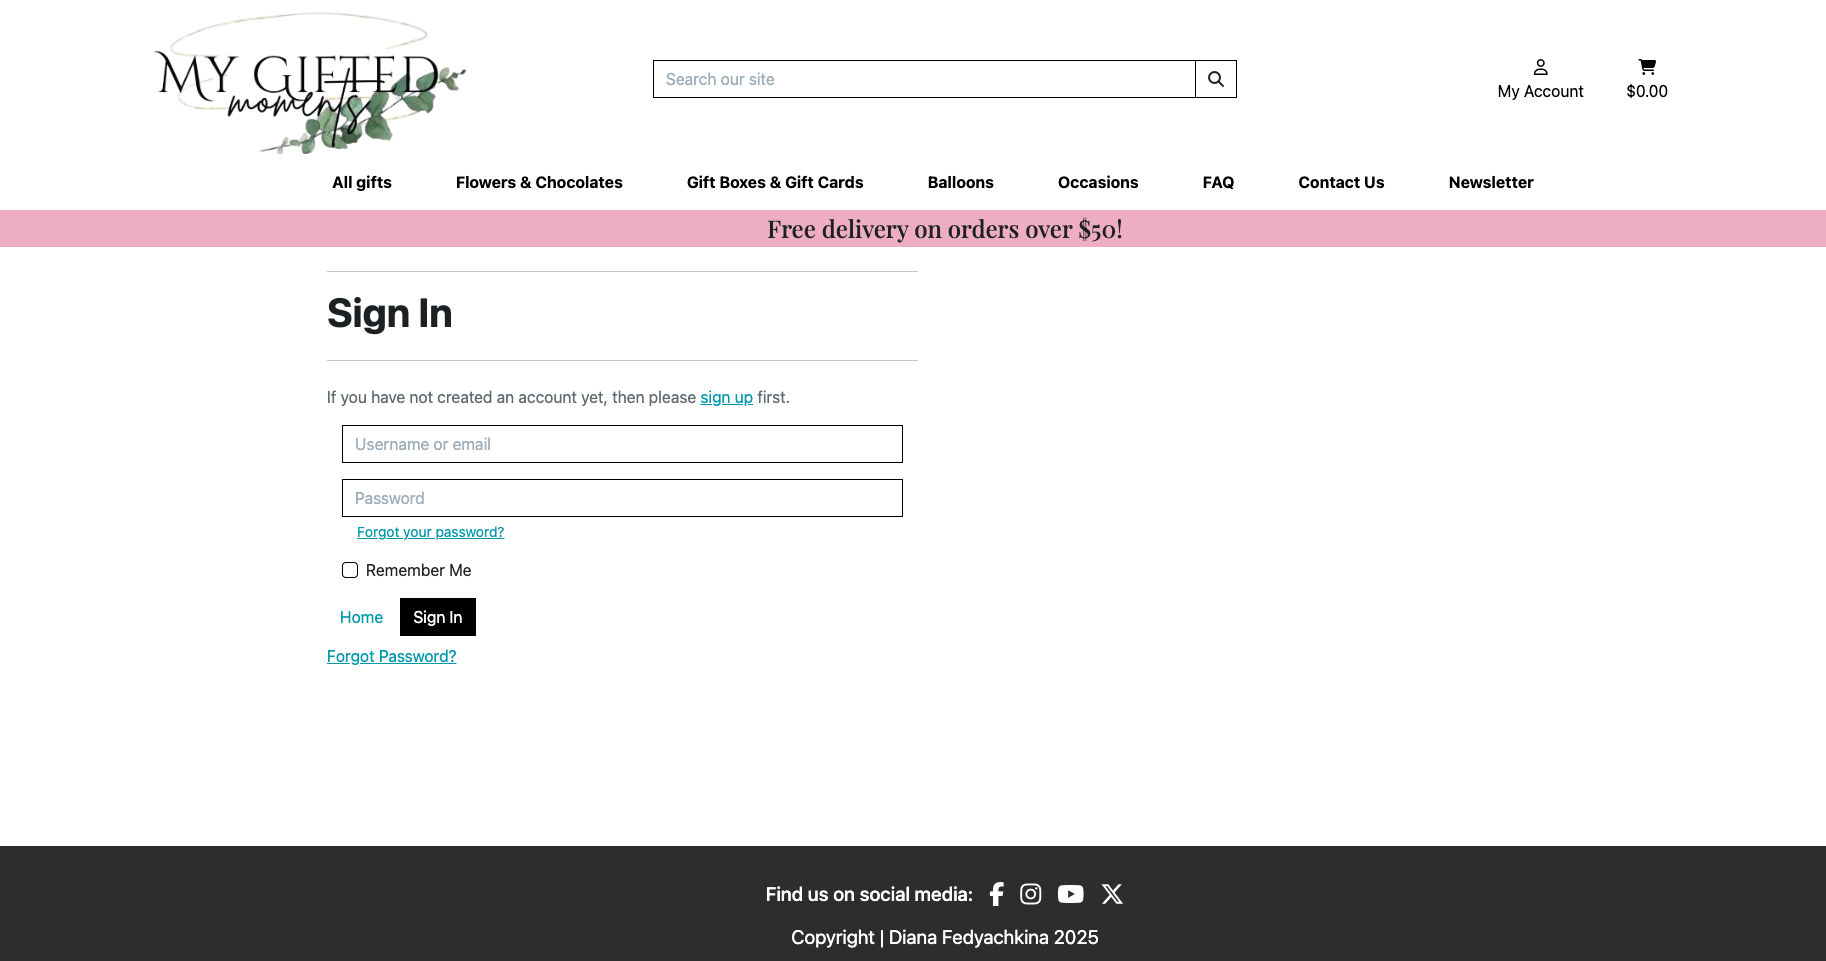 MY GIFTED
moments
Search our site
My Account
$0.00
All gifts
Flowers & Chocolates
Gift Boxes & Gift Cards
Balloons
Occasions
FAQ
Contact Us
Newsletter
Free delivery on orders over $50!
Sign In
If you have not created an account yet, then please sign up first.
Username or email
Password
Forgot your password?
Remember Me
Home
Sign In
Forgot Password?
Find us on social media:
Copyright | Diana Fedyachkina 2025